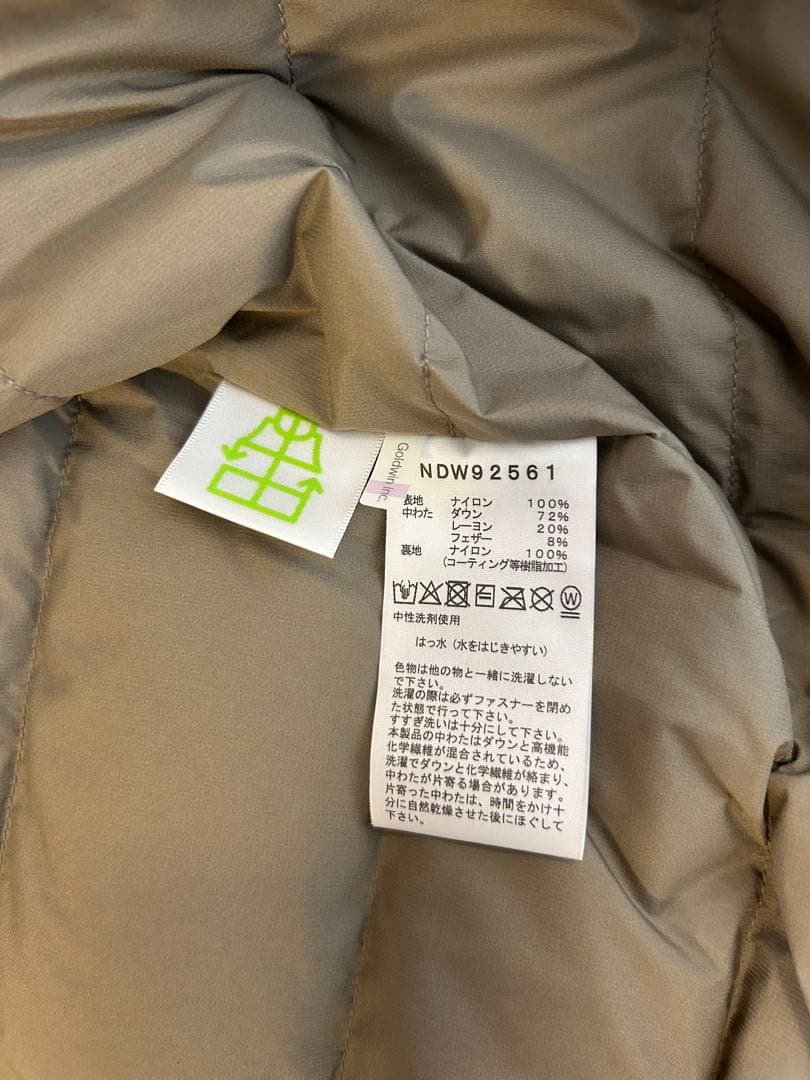 Goldwin Inc.
NDW92561
表地 ナイロン 100%
中わた ダウン 72%
レーヨン 20%
フェザー 8%
裏地 ナイロン 100%
(コーティング等樹脂加工)
W
中性洗剤使用
はっ水 (水をはじきやすい)
色物は他の物と一緒に洗濯しない
で下さい。
洗濯の際は必ずファスナーを閉め
た状態で行って下さい。
すすぎ洗いは十分にして下さい。
本製品の中わたはダウンと高機能
化学繊維が混合されているため、
洗濯でダウンと化学繊維が絡まり、
中わたが片寄る場合があります。
片寄った中わたは、時間をかけ十
分に自然乾燥させた後にほぐして
下さい。